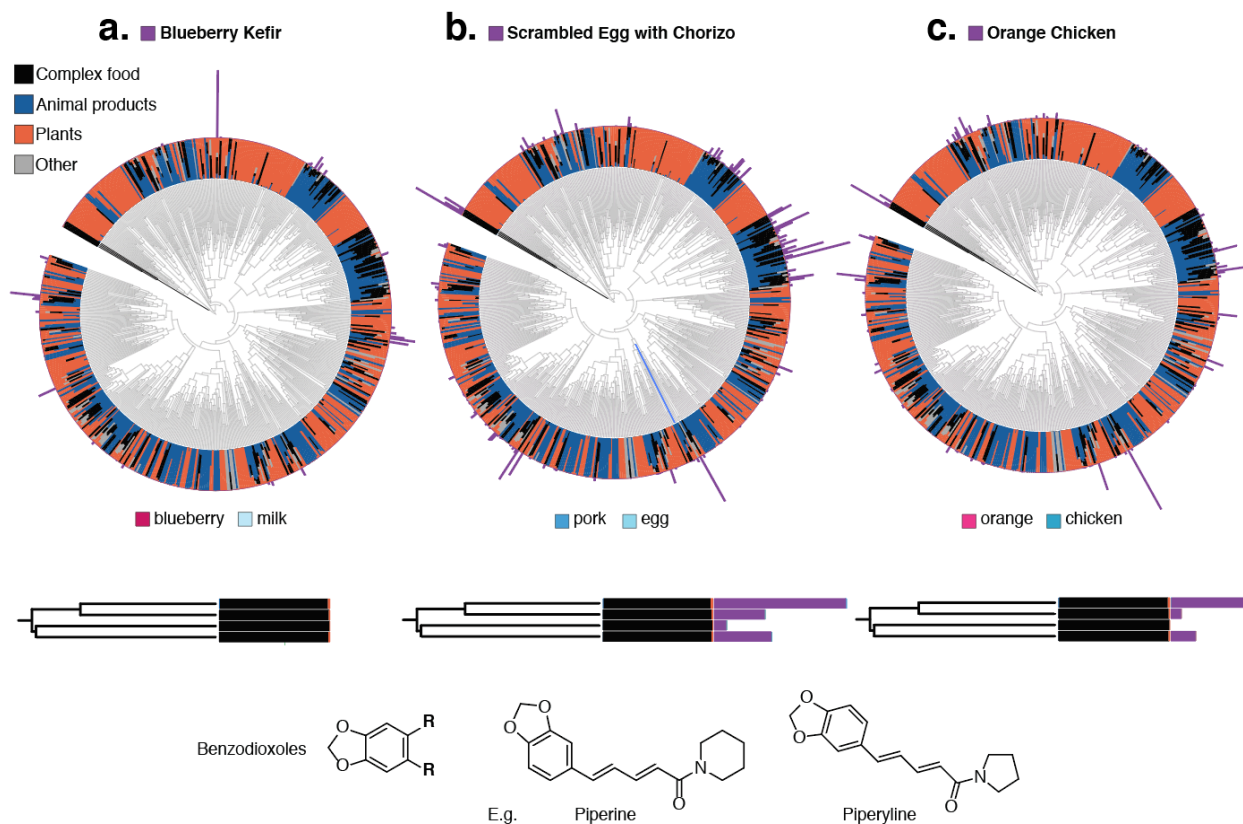 a. Blueberry Kefir
b. Scrambled Egg with Chorizo
c. Orange Chicken
Complex food
Animal products
Plants
Other
blueberry milk
pork egg
orange chicken
Benzodioxoles
O
O
R
R
O
O
N
O
O
O
N
O
E.g. Piperine
Piperyline